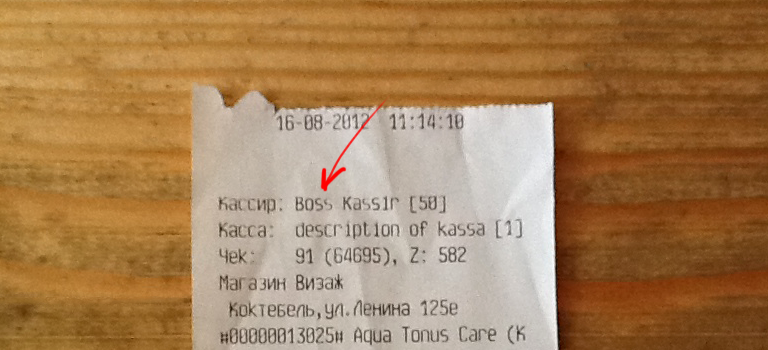 16-08-2012 11:14:10
Кассир: Boss Kassir [50]
Касса: description of kassa [1]
Чек: 91 (64695), Z: 582
Магазин Визаж
Коктебель,ул.Ленина 125е
#00000013025# Aqua Tonus Care (К